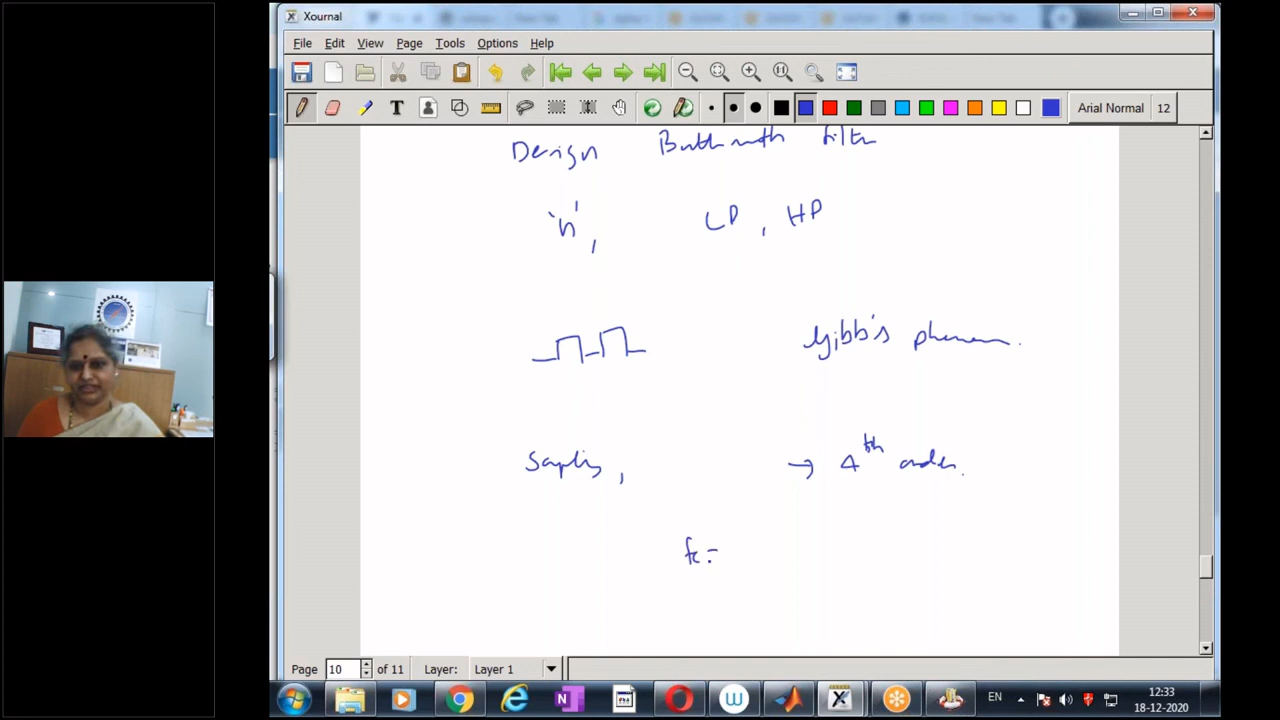 Xournal
File Edit View Page Tools Options Help
Arial Normal 12
Design Butterworth filter
'n', LP, HP
Gibb's phenom.
Sampling, → 4th order.
fc =
Page 10 of 11 Layer: Layer 1
EN 12:33
18-12-2020